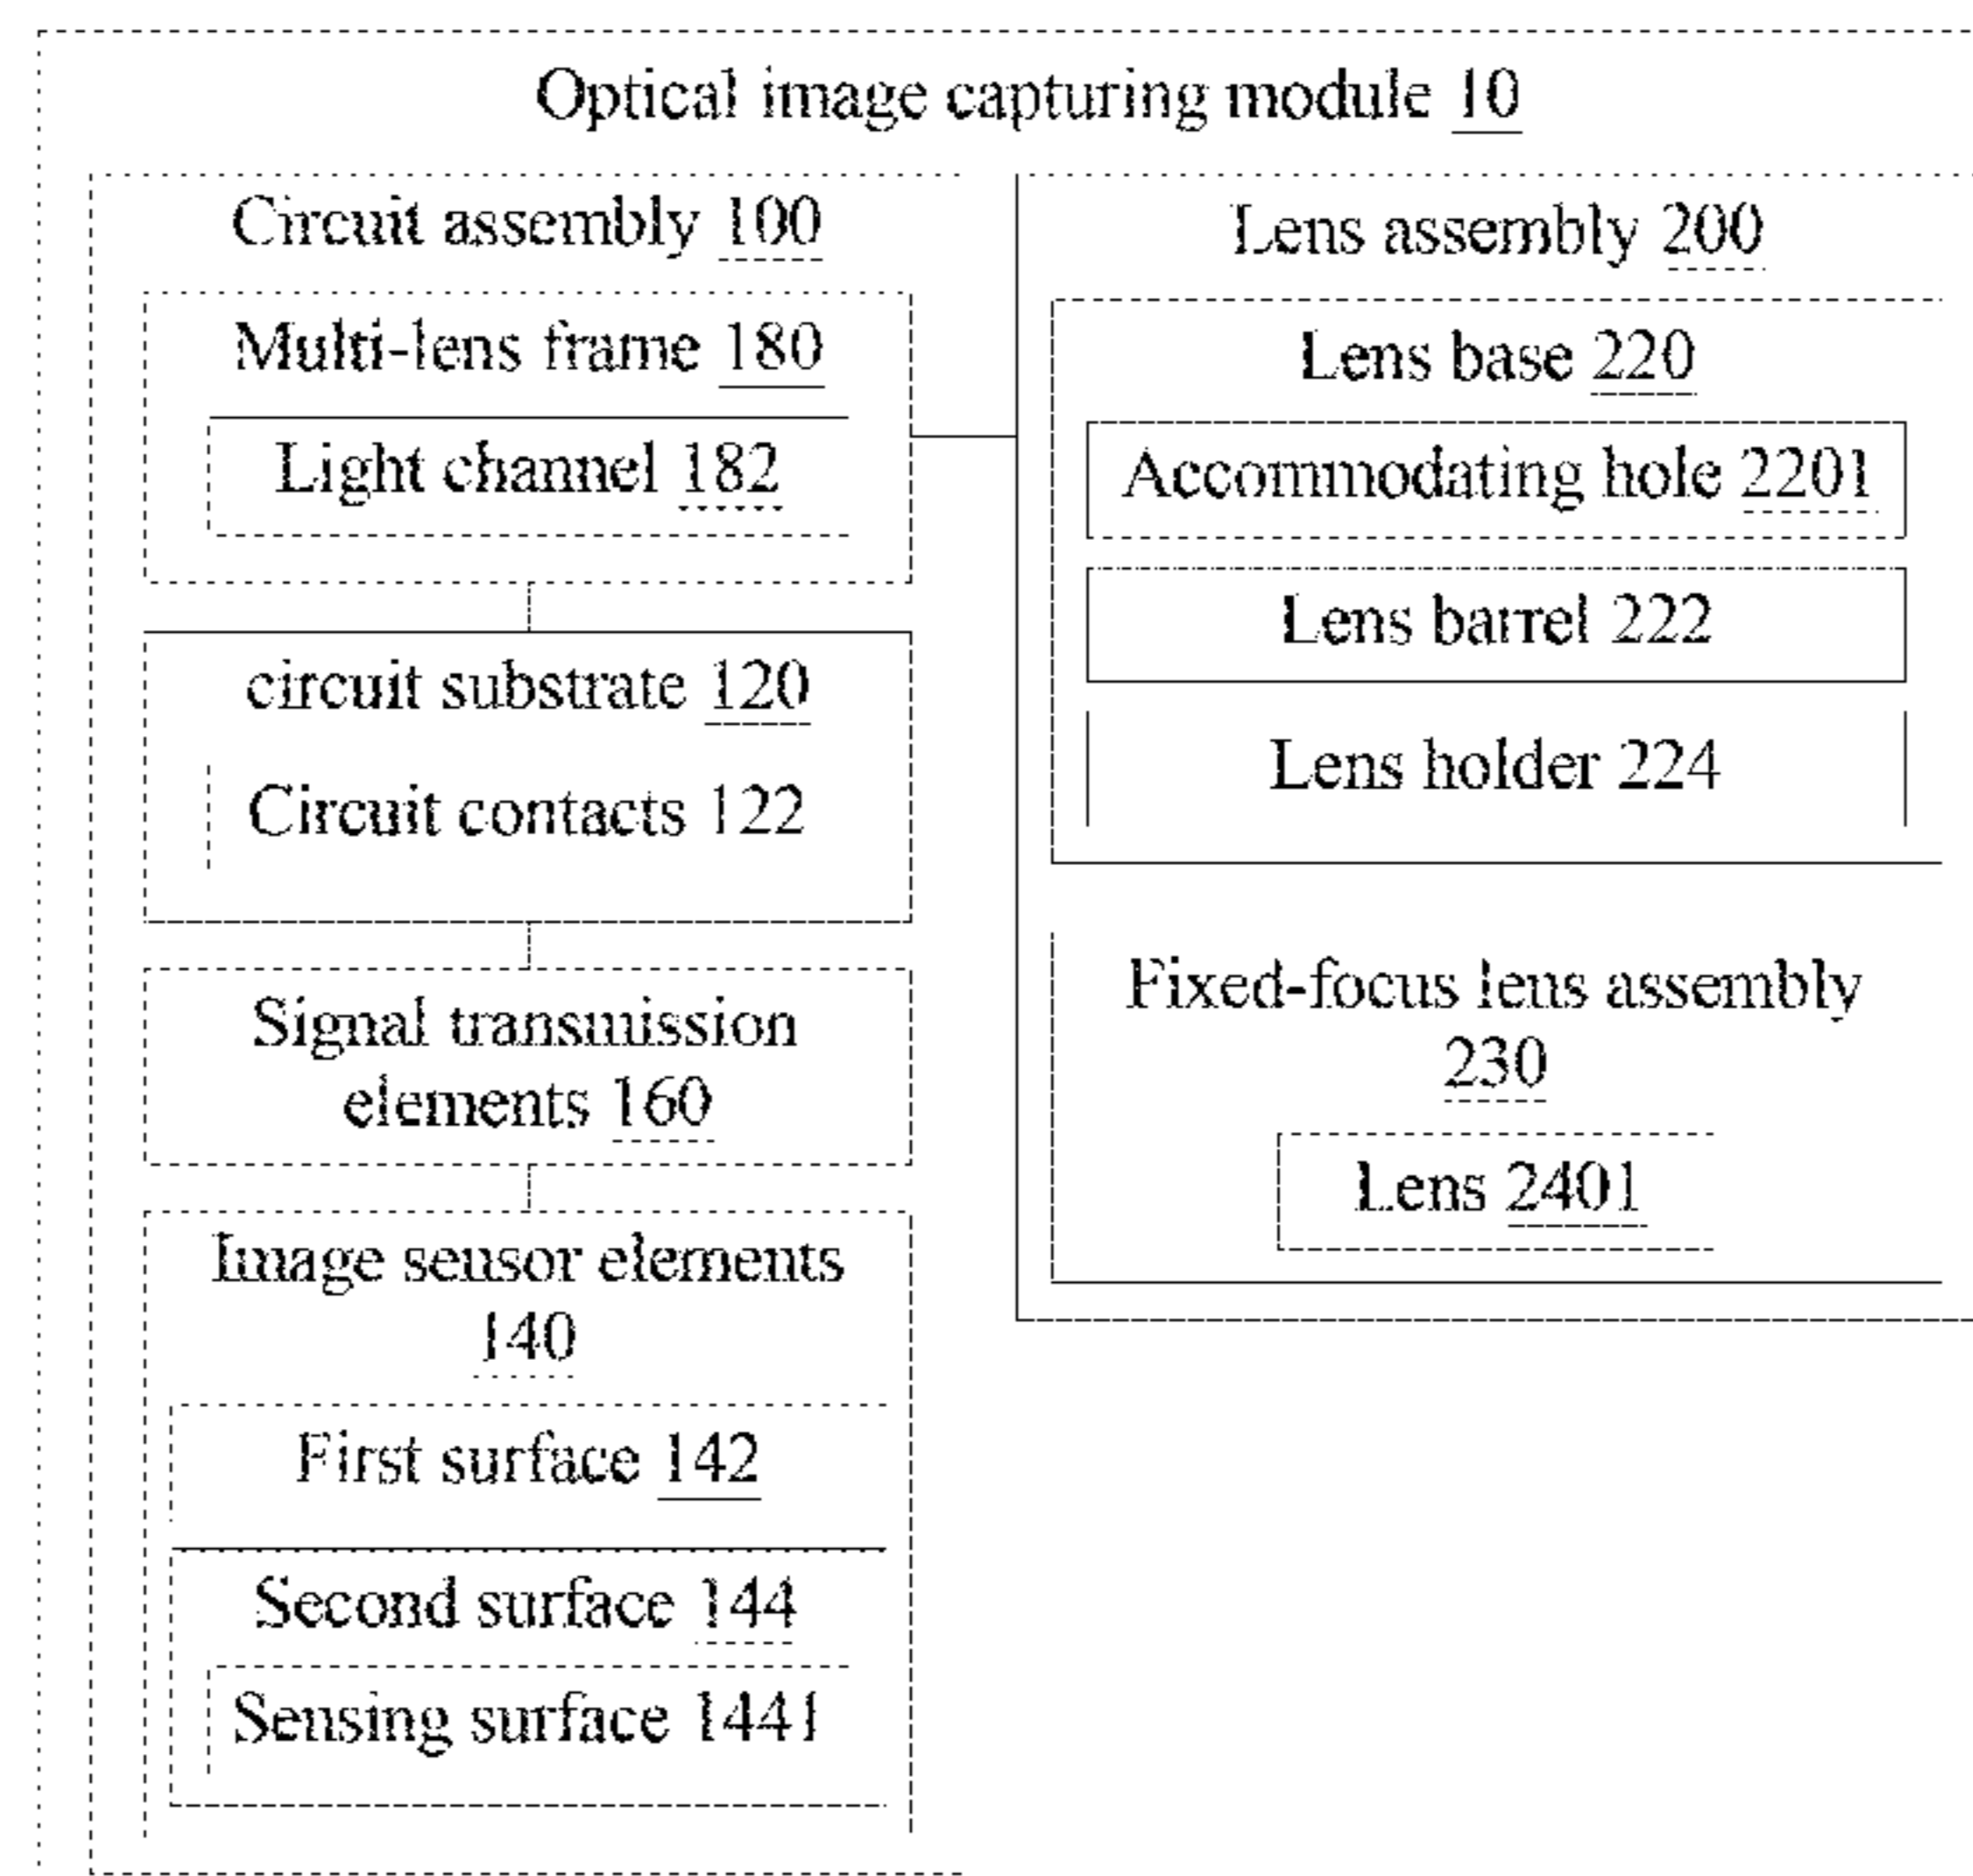 Optical image capturing module 10
Circuit assembly 100
Multi-lens frame 180
Light channel 182
circuit substrate 120
Circuit contacts 122
Signal transmission
elements 160
Image sensor elements
140
First surface 142
Second surface 144
Sensing surface 1441
Lens assembly 200
Lens base 220
Accommodating hole 2201
Lens barrel 222
Lens holder 224
Fixed-focus lens assembly
230
Lens 2401